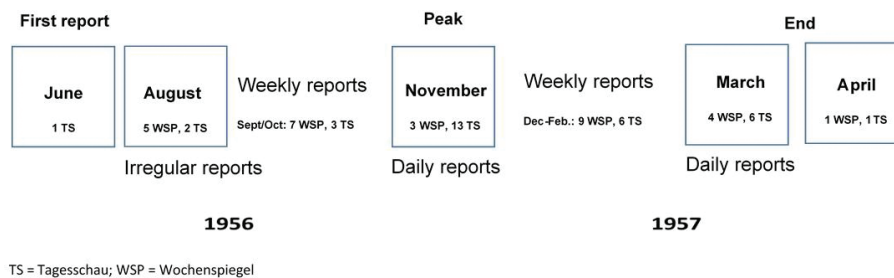 First report
Peak
End
June
1 TS
August
5 WSP, 2 TS
Weekly reports
Sept/Oct: 7 WSP, 3 TS
November
3 WSP, 13 TS
Weekly reports
Dec-Feb.: 9 WSP, 6 TS
March
4 WSP, 6 TS
April
1 WSP, 1 TS
Irregular reports
Daily reports
Daily reports
1956
1957
TS = Tagesschau; WSP = Wochenspiegel